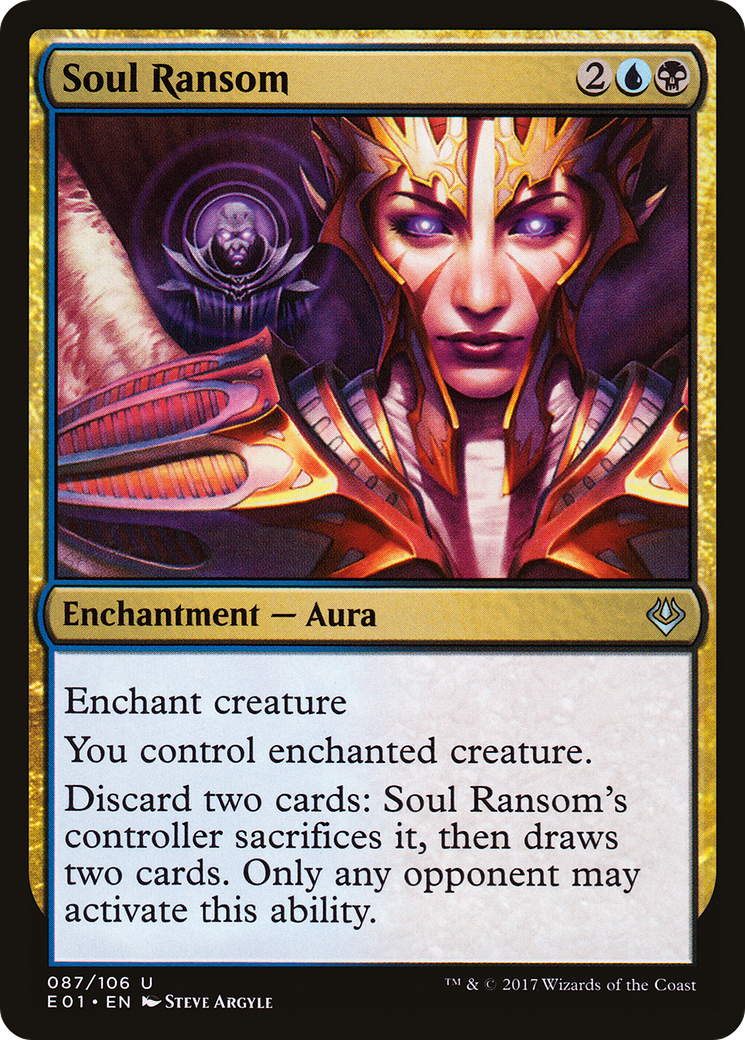 Soul Ransom 2
Enchantment — Aura
Enchant creature
You control enchanted creature.
Discard two cards: Soul Ransom's
controller sacrifices it, then draws
two cards. Only any opponent may
activate this ability.
087/106 U
E01 • EN STEVE ARGYLE
™ & © 2017 Wizards of the Coast